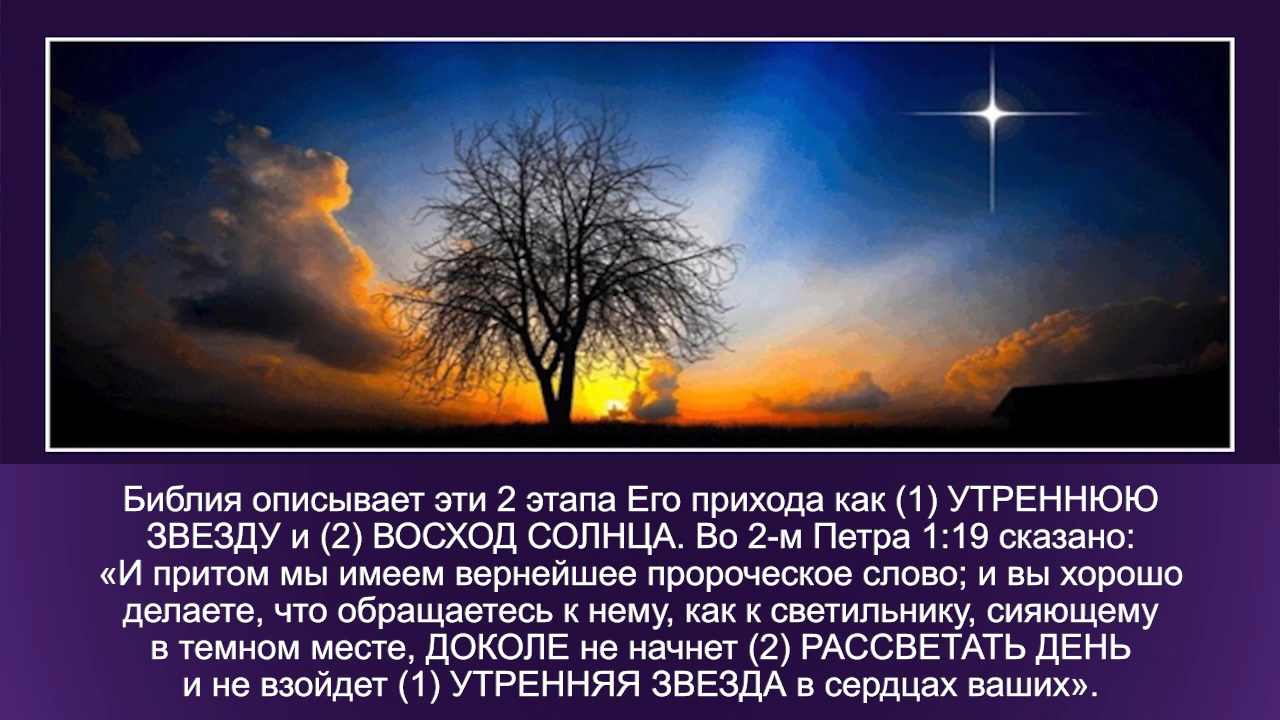 Библия описывает эти 2 этапа Его прихода как (1) УТРЕННЮЮ
ЗВЕЗДУ и (2) ВОСХОД СОЛНЦА. Во 2-м Петра 1:19 сказано:
«И притом мы имеем вернейшее пророческое слово; и вы хорошо
делаете, что обращаетесь к нему, как к светильнику, сияющему
в темном месте, ДОКОЛЕ не начнет (2) РАССВЕТАТЬ ДЕНЬ
и не взойдет (1) УТРЕННЯЯ ЗВЕЗДА в сердцах ваших».